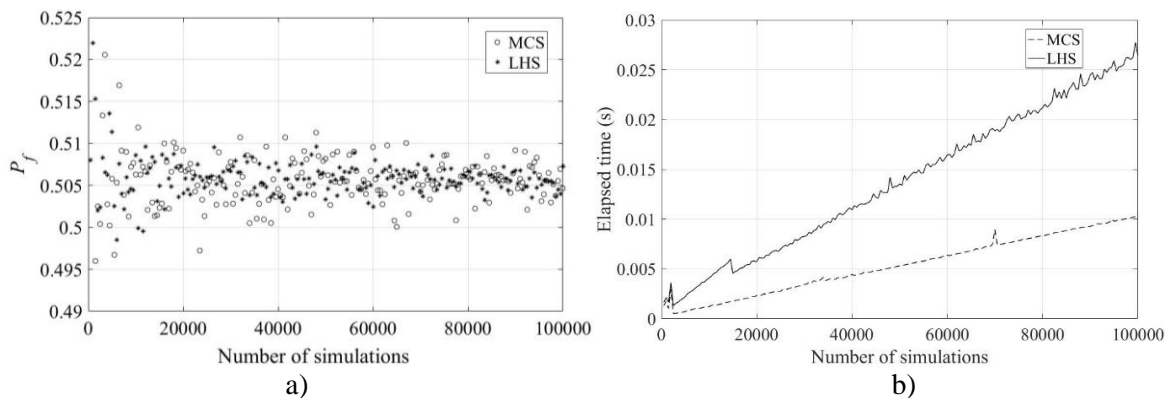 0.525
0.52
0.515
0.51
0.505
0.5
0.495
0.49
P_f
MCS
LHS
0 20000 40000 60000 80000 100000
Number of simulations
a)
0.03
0.025
0.02
0.015
0.01
0.005
0
Elapsed time (s)
MCS
LHS
20000 40000 60000 80000 100000
Number of simulations
b)